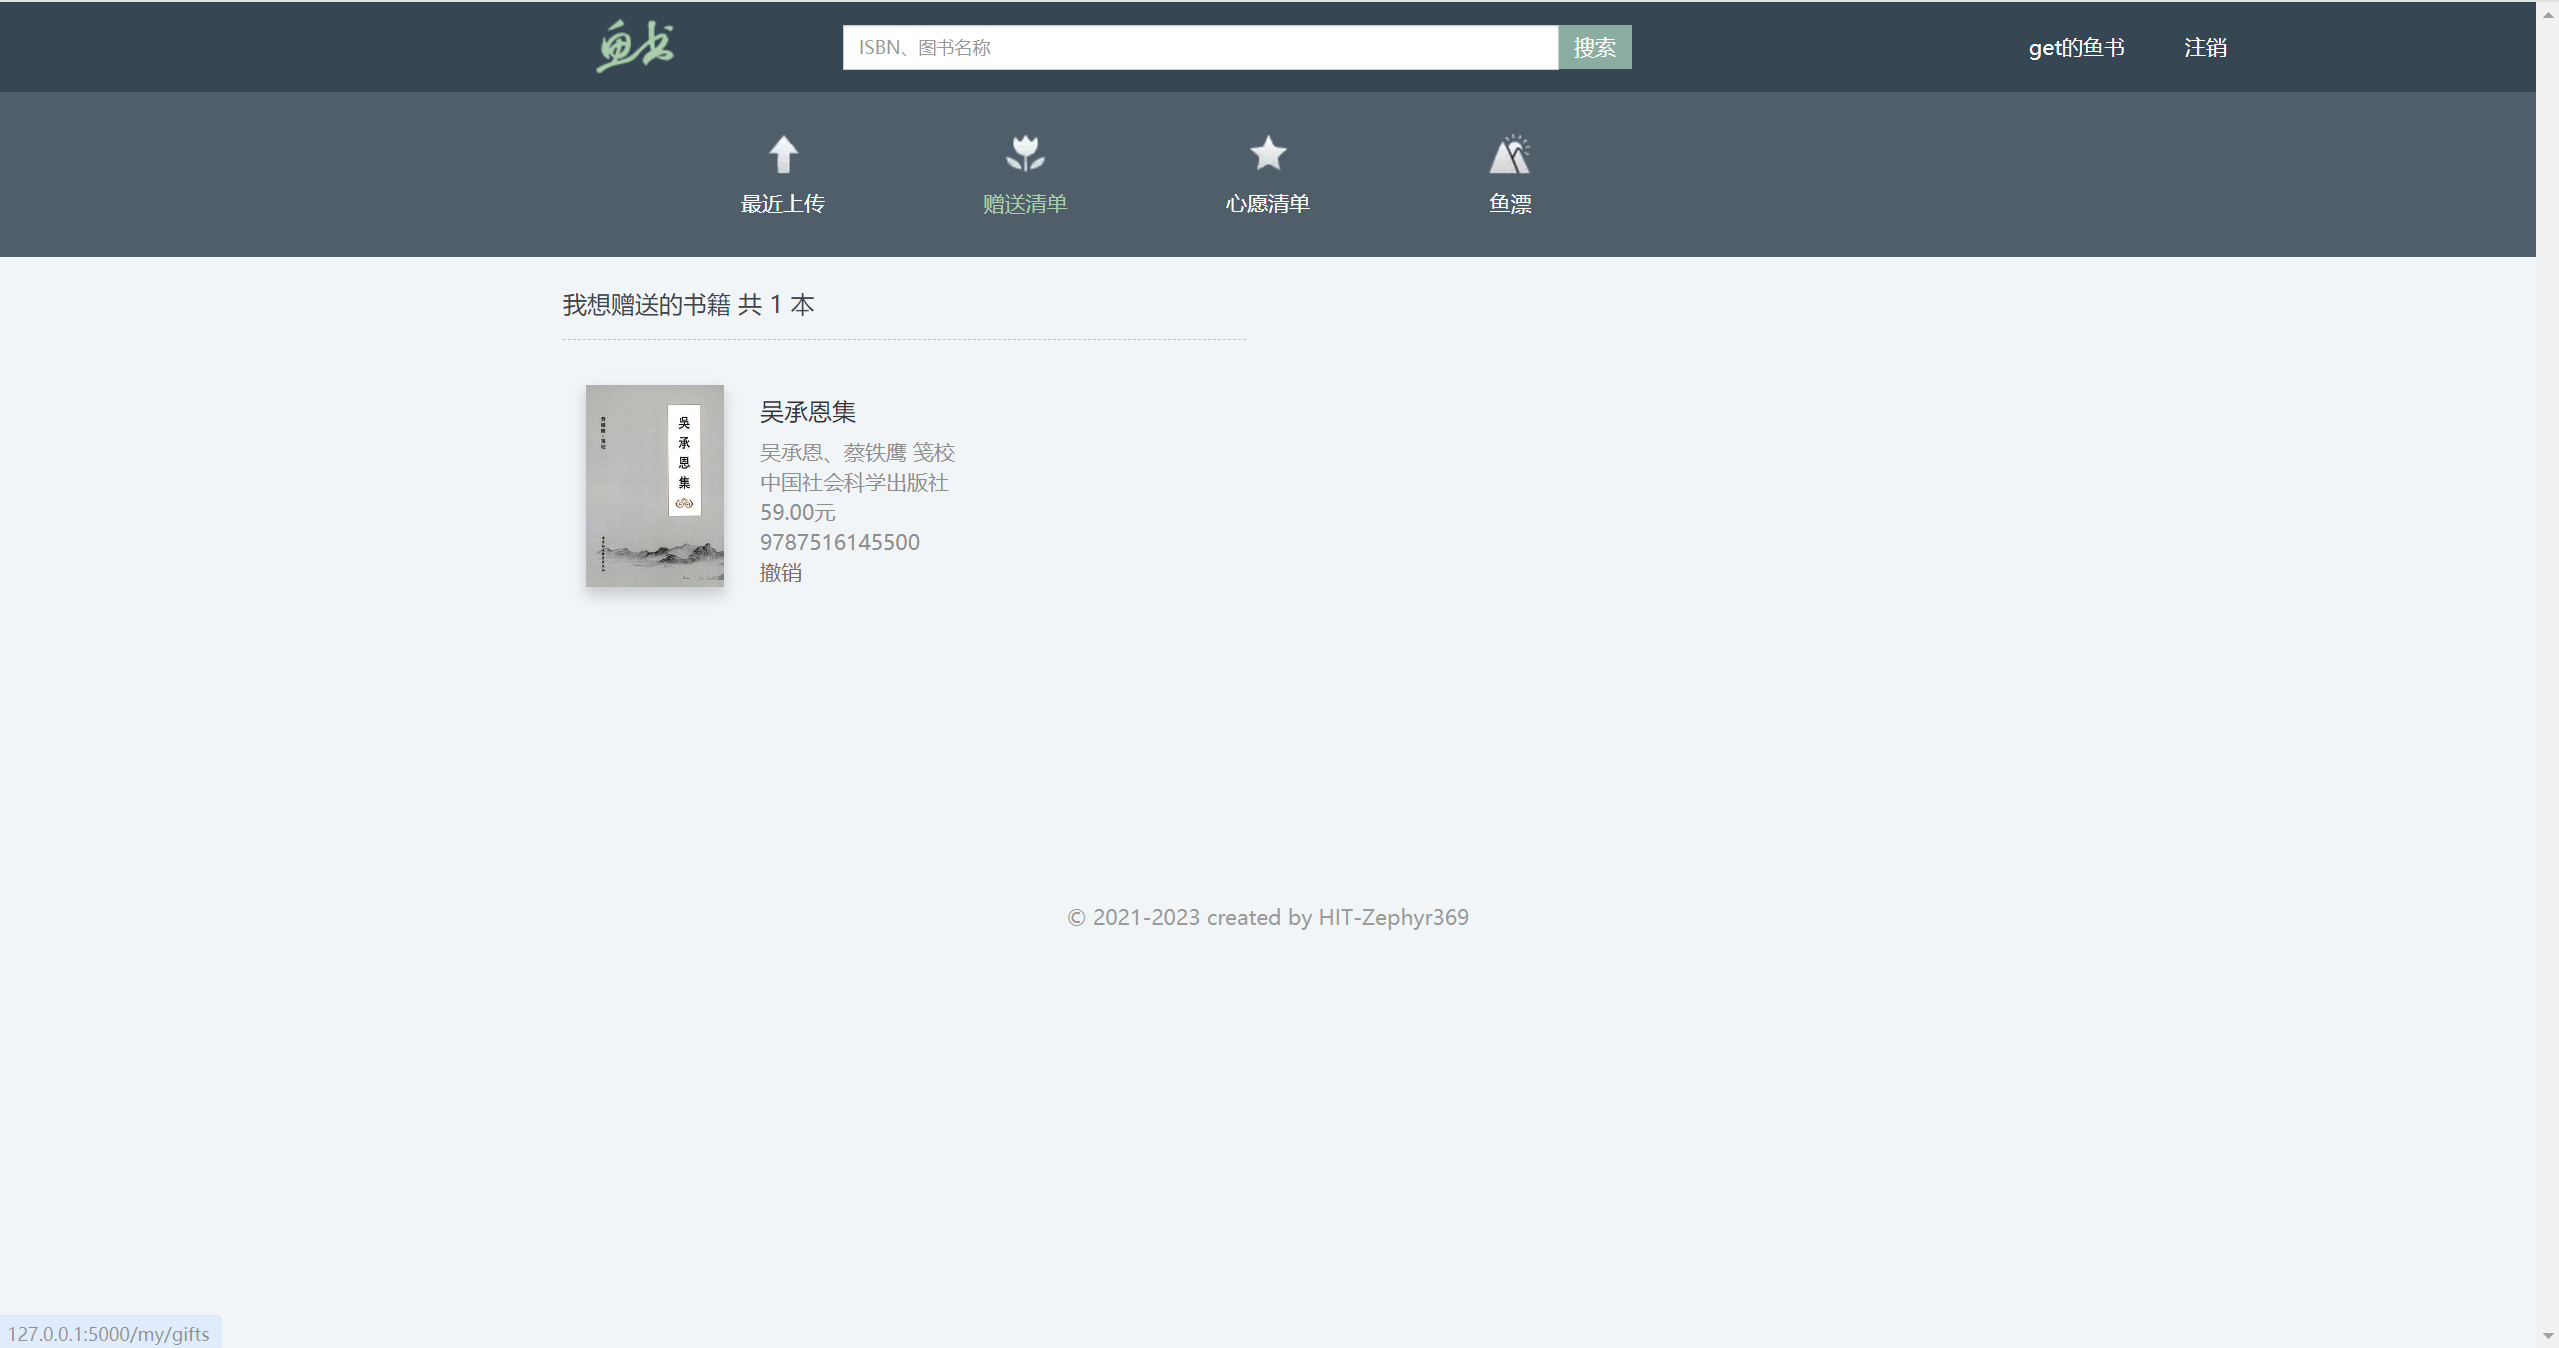 鱼书
ISBN、图书名称
搜索
get的鱼书
注销
最近上传
赠送清单
心愿清单
鱼漂
我想赠送的书籍 共 1 本
吴承恩集
吳承恩集
吴承恩、蔡铁鹰 笺校
中国社会科学出版社
59.00元
9787516145500
撤销
© 2021-2023 created by HIT-Zephyr369
127.0.0.1:5000/my/gifts